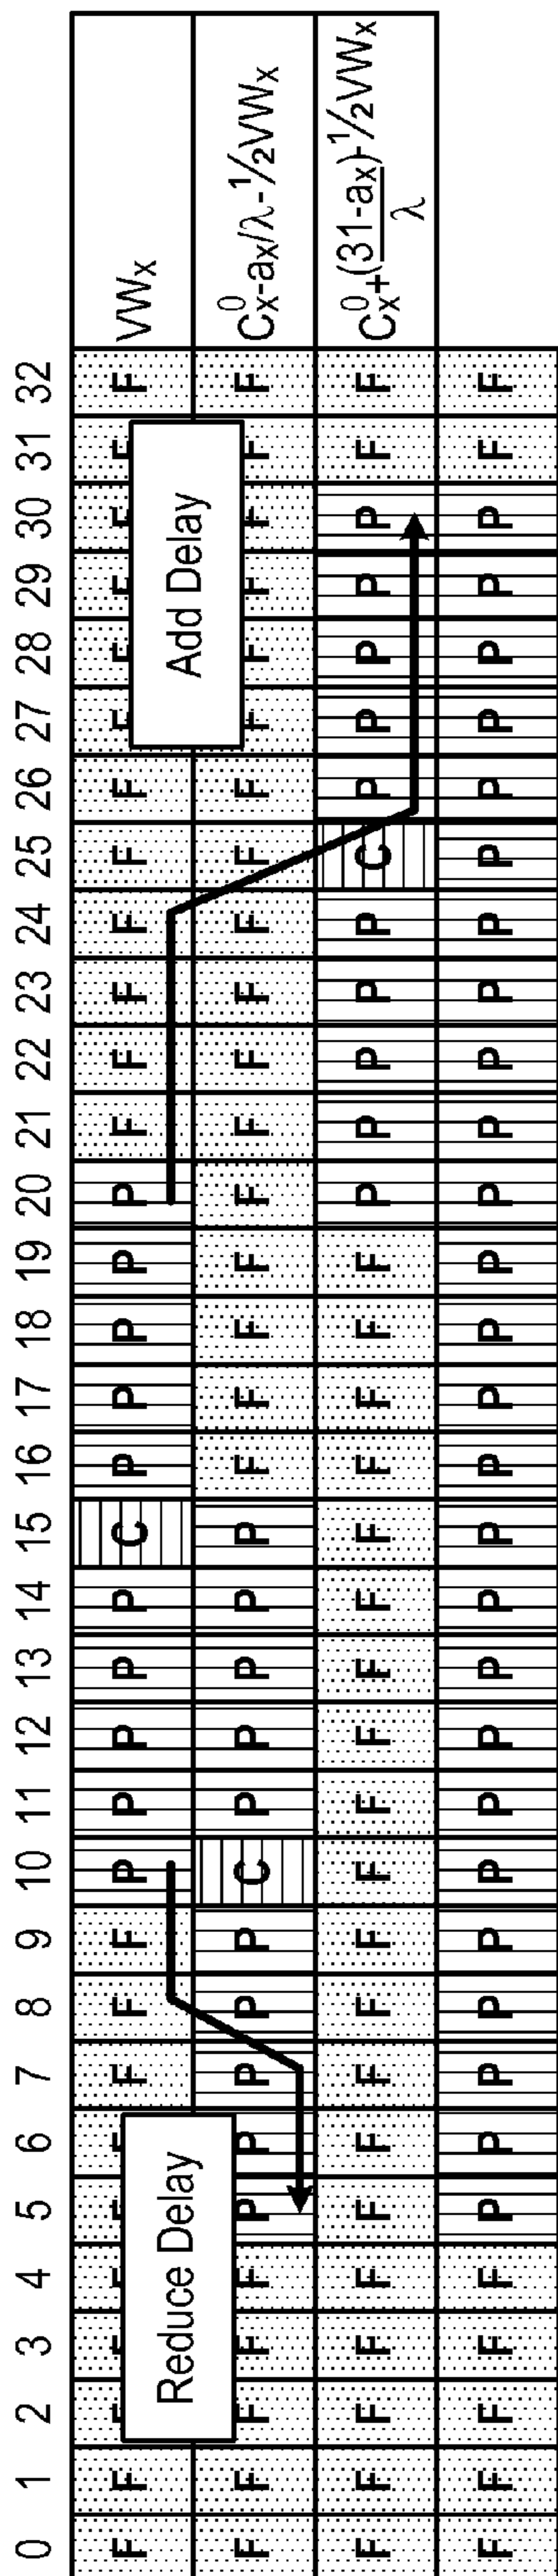 0 1 2 3 4 5 6 7 8 9 10 11 12 13 14 15 16 17 18 19 20 21 22 23 24 25 26 27 28 29 30 31 32
F F F F F F F F F F P P P P P C P P P P P F F F F F F F F F F F F VWₓ
Reduce Delay
Add Delay
F F F F F P P P P P C P P P P P F F F F F F F F F F F F F F F F F C⁰ₓ-aₓ/λ-½VWₓ
F F F F F F F F F F F F F F F F F F F F P P P P P C P P P P P F F C⁰ₓ+(31-aₓ)/λ-½VWₓ
F F F F F P P P P P P P P P P P P P P P P P P P P P P P P P P F F